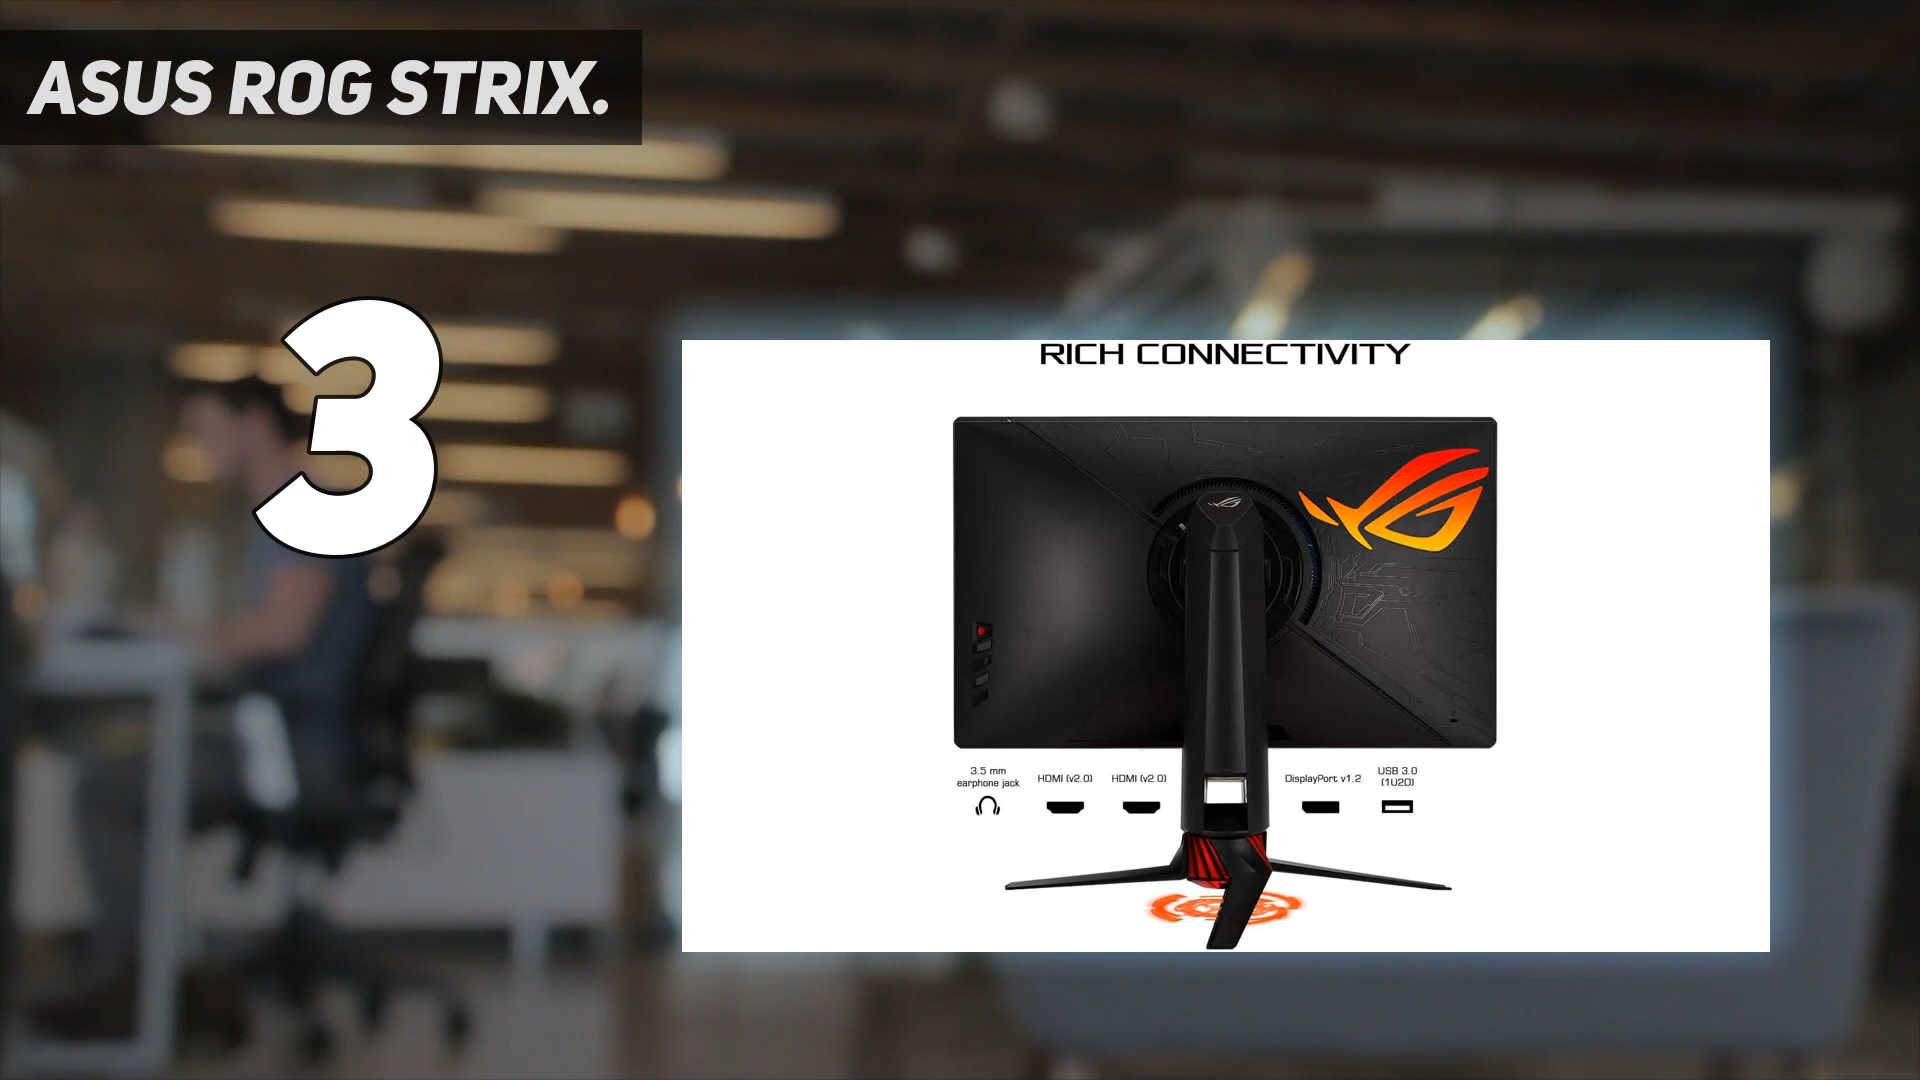 ASUS ROG STRIX.
3
RICH CONNECTIVITY
3.5 mm
earphone jack
HDMI (v2.0)
HDMI (v2.0)
DisplayPort v1.2
USB 3.0
(1U2D)